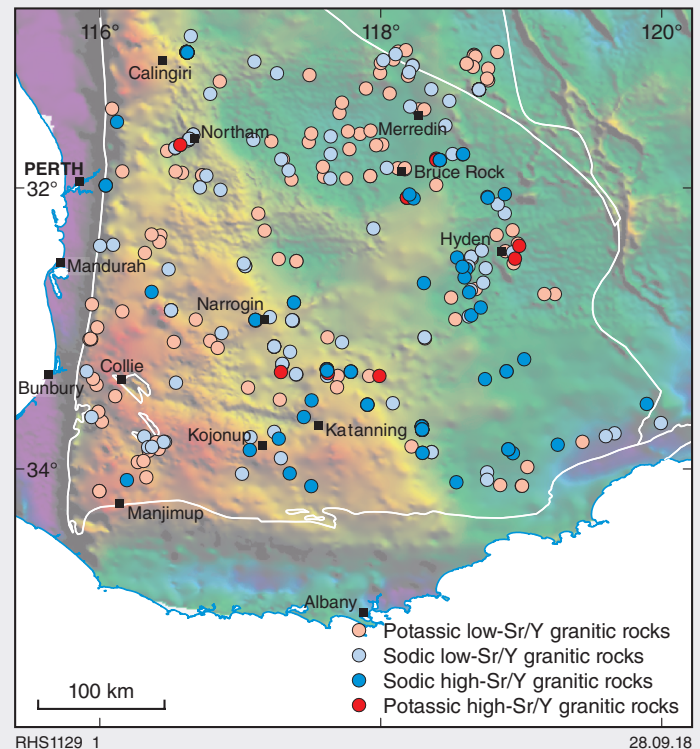 116° 118° 120°
Calingiri
Northam Merredin
PERTH
Bruce Rock
32°
Hyden
Mandurah
Narrogin
Collie
Bunbury
Kojonup Katanning
34°
Manjimup
Albany
Potassic low-Sr/Y granitic rocks
Sodic low-Sr/Y granitic rocks
Sodic high-Sr/Y granitic rocks
100 km
Potassic high-Sr/Y granitic rocks
RHS1129 1 28.09.18